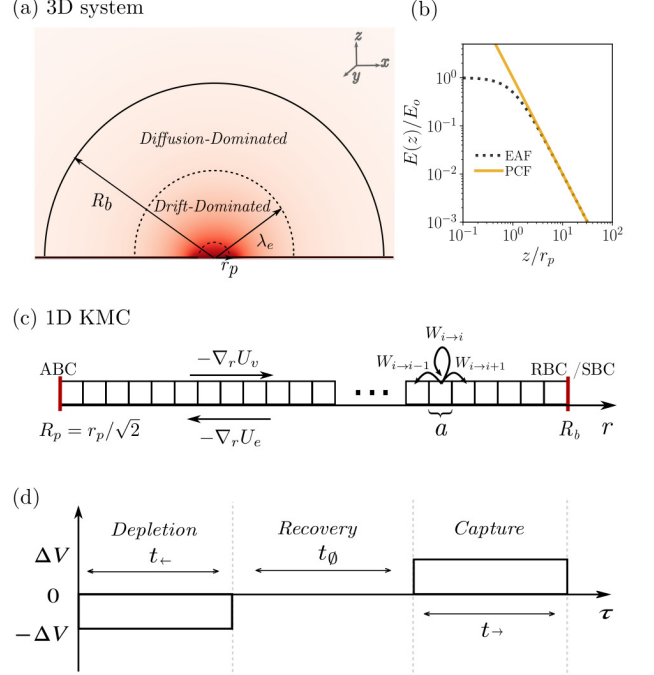 (a) 3D system
z
x
y
Diffusion-Dominated
Drift-Dominated
R_b
λ_e
r_p
(b)
E(z)/E_o
10^0
10^-1
10^-2
10^-3
EAF
PCF
10^-1 10^0 10^1 10^2
z/r_p
(c) 1D KMC
W_{i→i}
W_{i→i−1} W_{i→i+1}
ABC
−∇_r U_v
RBC /SBC
−∇_r U_e
R_p = r_p/√2
a
R_b
r
(d)
Depletion Recovery Capture
t_← t_∅
ΔV
0
−ΔV
t_→
τ